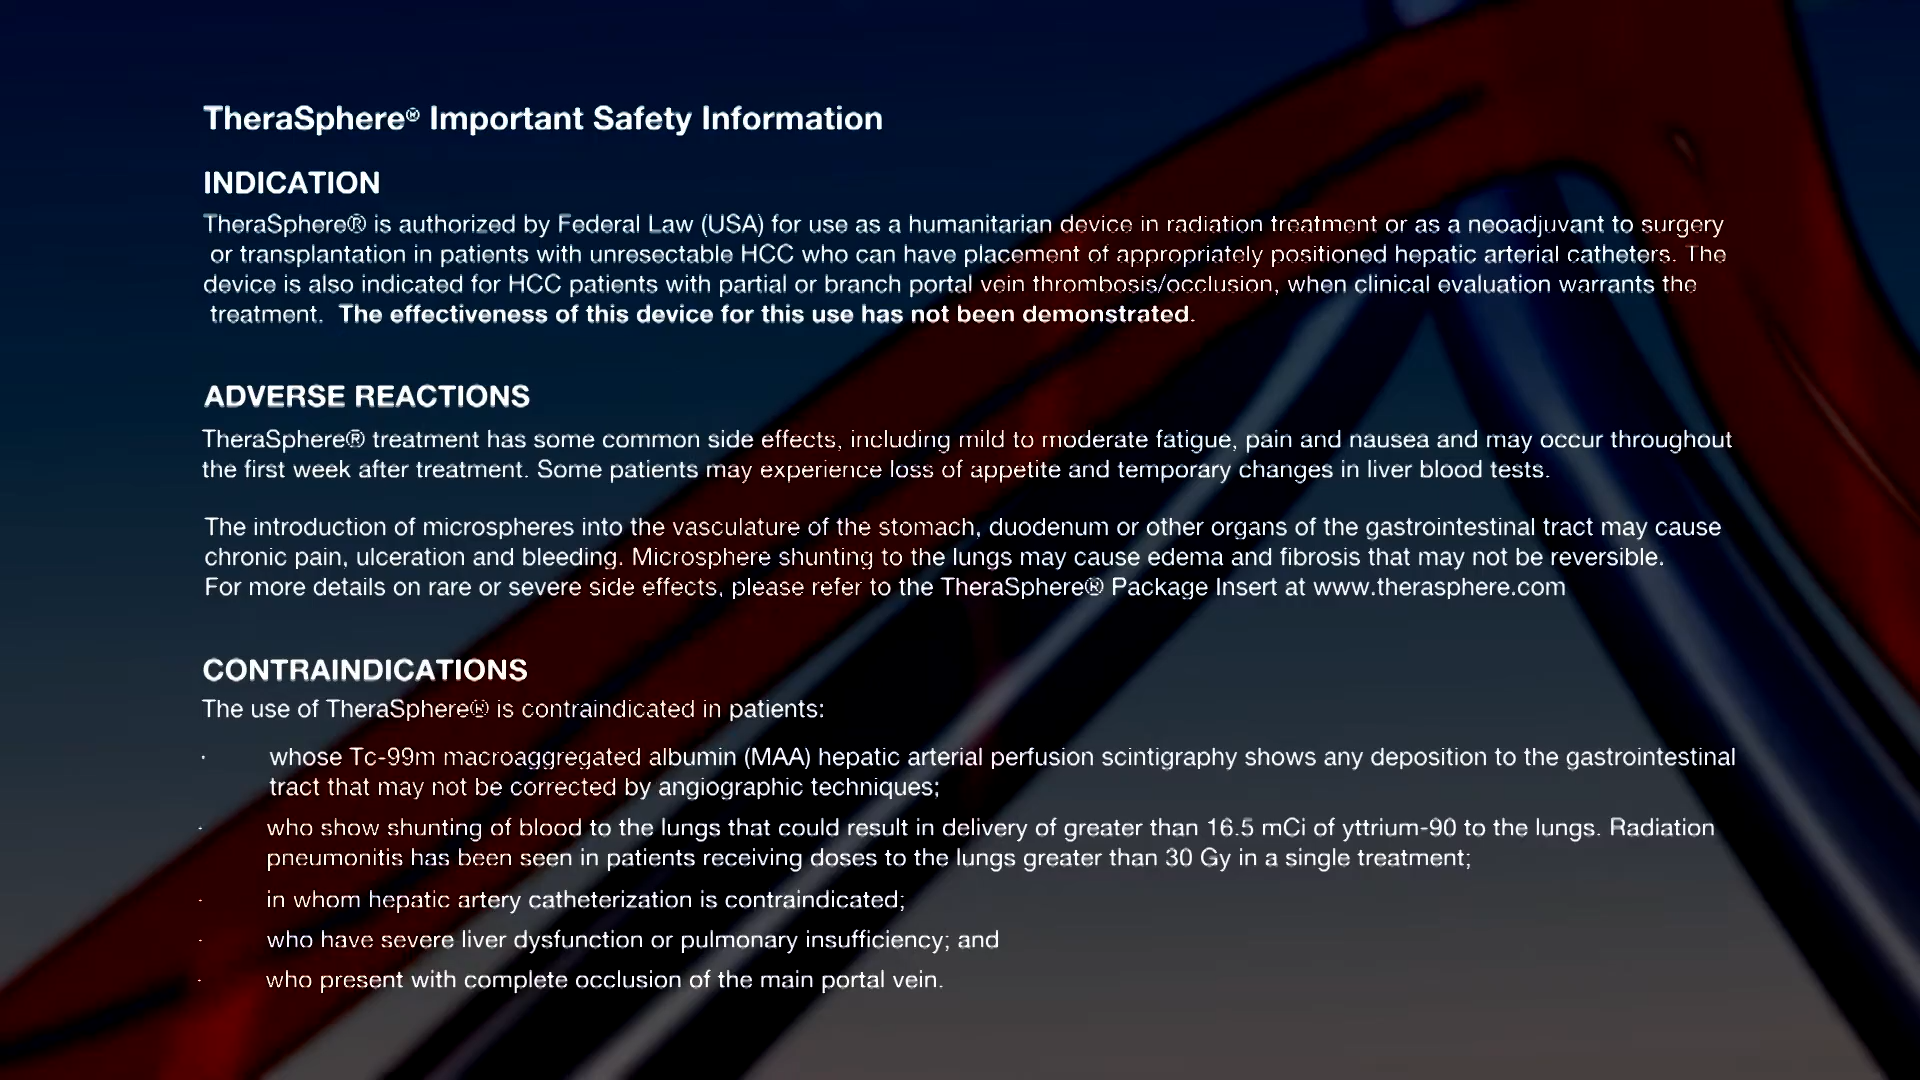 TheraSphere® Important Safety Information
INDICATION
TheraSphere® is authorized by Federal Law (USA) for use as a humanitarian device in radiation treatment or as a neoadjuvant to surgery
or transplantation in patients with unresectable HCC who can have placement of appropriately positioned hepatic arterial catheters. The
device is also indicated for HCC patients with partial or branch portal vein thrombosis/occlusion, when clinical evaluation warrants the
treatment. The effectiveness of this device for this use has not been demonstrated.
ADVERSE REACTIONS
TheraSphere® treatment has some common side effects, including mild to moderate fatigue, pain and nausea and may occur throughout
the first week after treatment. Some patients may experience loss of appetite and temporary changes in liver blood tests.
The introduction of microspheres into the vasculature of the stomach, duodenum or other organs of the gastrointestinal tract may cause
chronic pain, ulceration and bleeding. Microsphere shunting to the lungs may cause edema and fibrosis that may not be reversible.
For more details on rare or severe side effects, please refer to the TheraSphere® Package Insert at www.therasphere.com
CONTRAINDICATIONS
The use of TheraSphere® is contraindicated in patients:
· whose Tc-99m macroaggregated albumin (MAA) hepatic arterial perfusion scintigraphy shows any deposition to the gastrointestinal
tract that may not be corrected by angiographic techniques;
· who show shunting of blood to the lungs that could result in delivery of greater than 16.5 mCi of yttrium-90 to the lungs. Radiation
pneumonitis has been seen in patients receiving doses to the lungs greater than 30 Gy in a single treatment;
· in whom hepatic artery catheterization is contraindicated;
· who have severe liver dysfunction or pulmonary insufficiency; and
· who present with complete occlusion of the main portal vein.